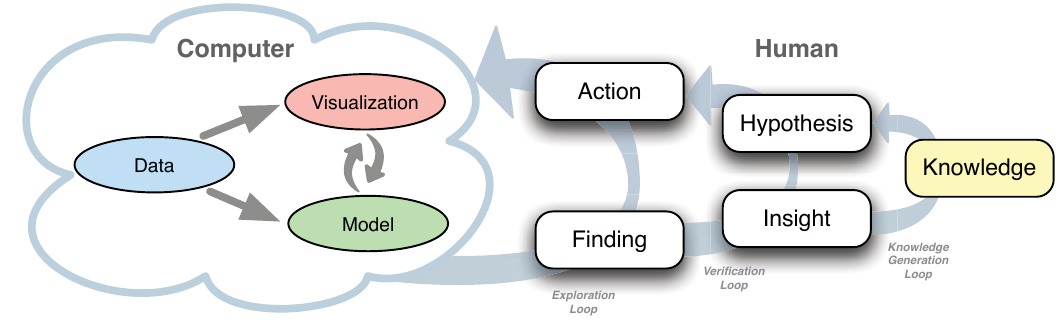 Computer
Human
Visualization
Data
Model
Action
Hypothesis
Knowledge
Finding
Insight
Exploration
Loop
Verification
Loop
Knowledge
Generation
Loop